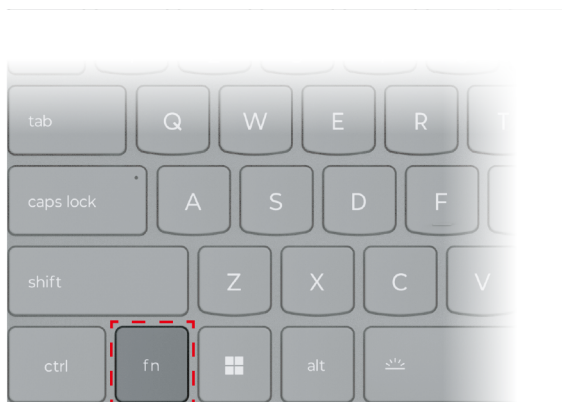 tab Q W E R T
caps lock A S D F
shift Z X C V
ctrl fn alt